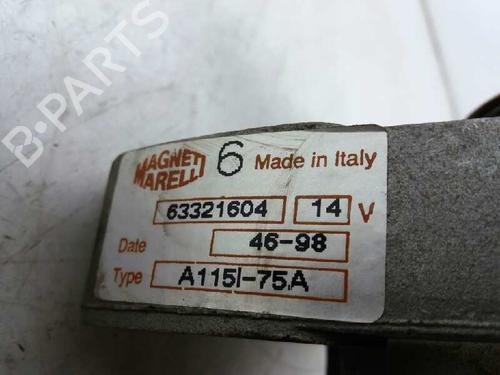 B-PARTS
MAGNETI MARELLI 6 Made in Italy
63321604 14 V
Date 46-98
Type A115I-75A